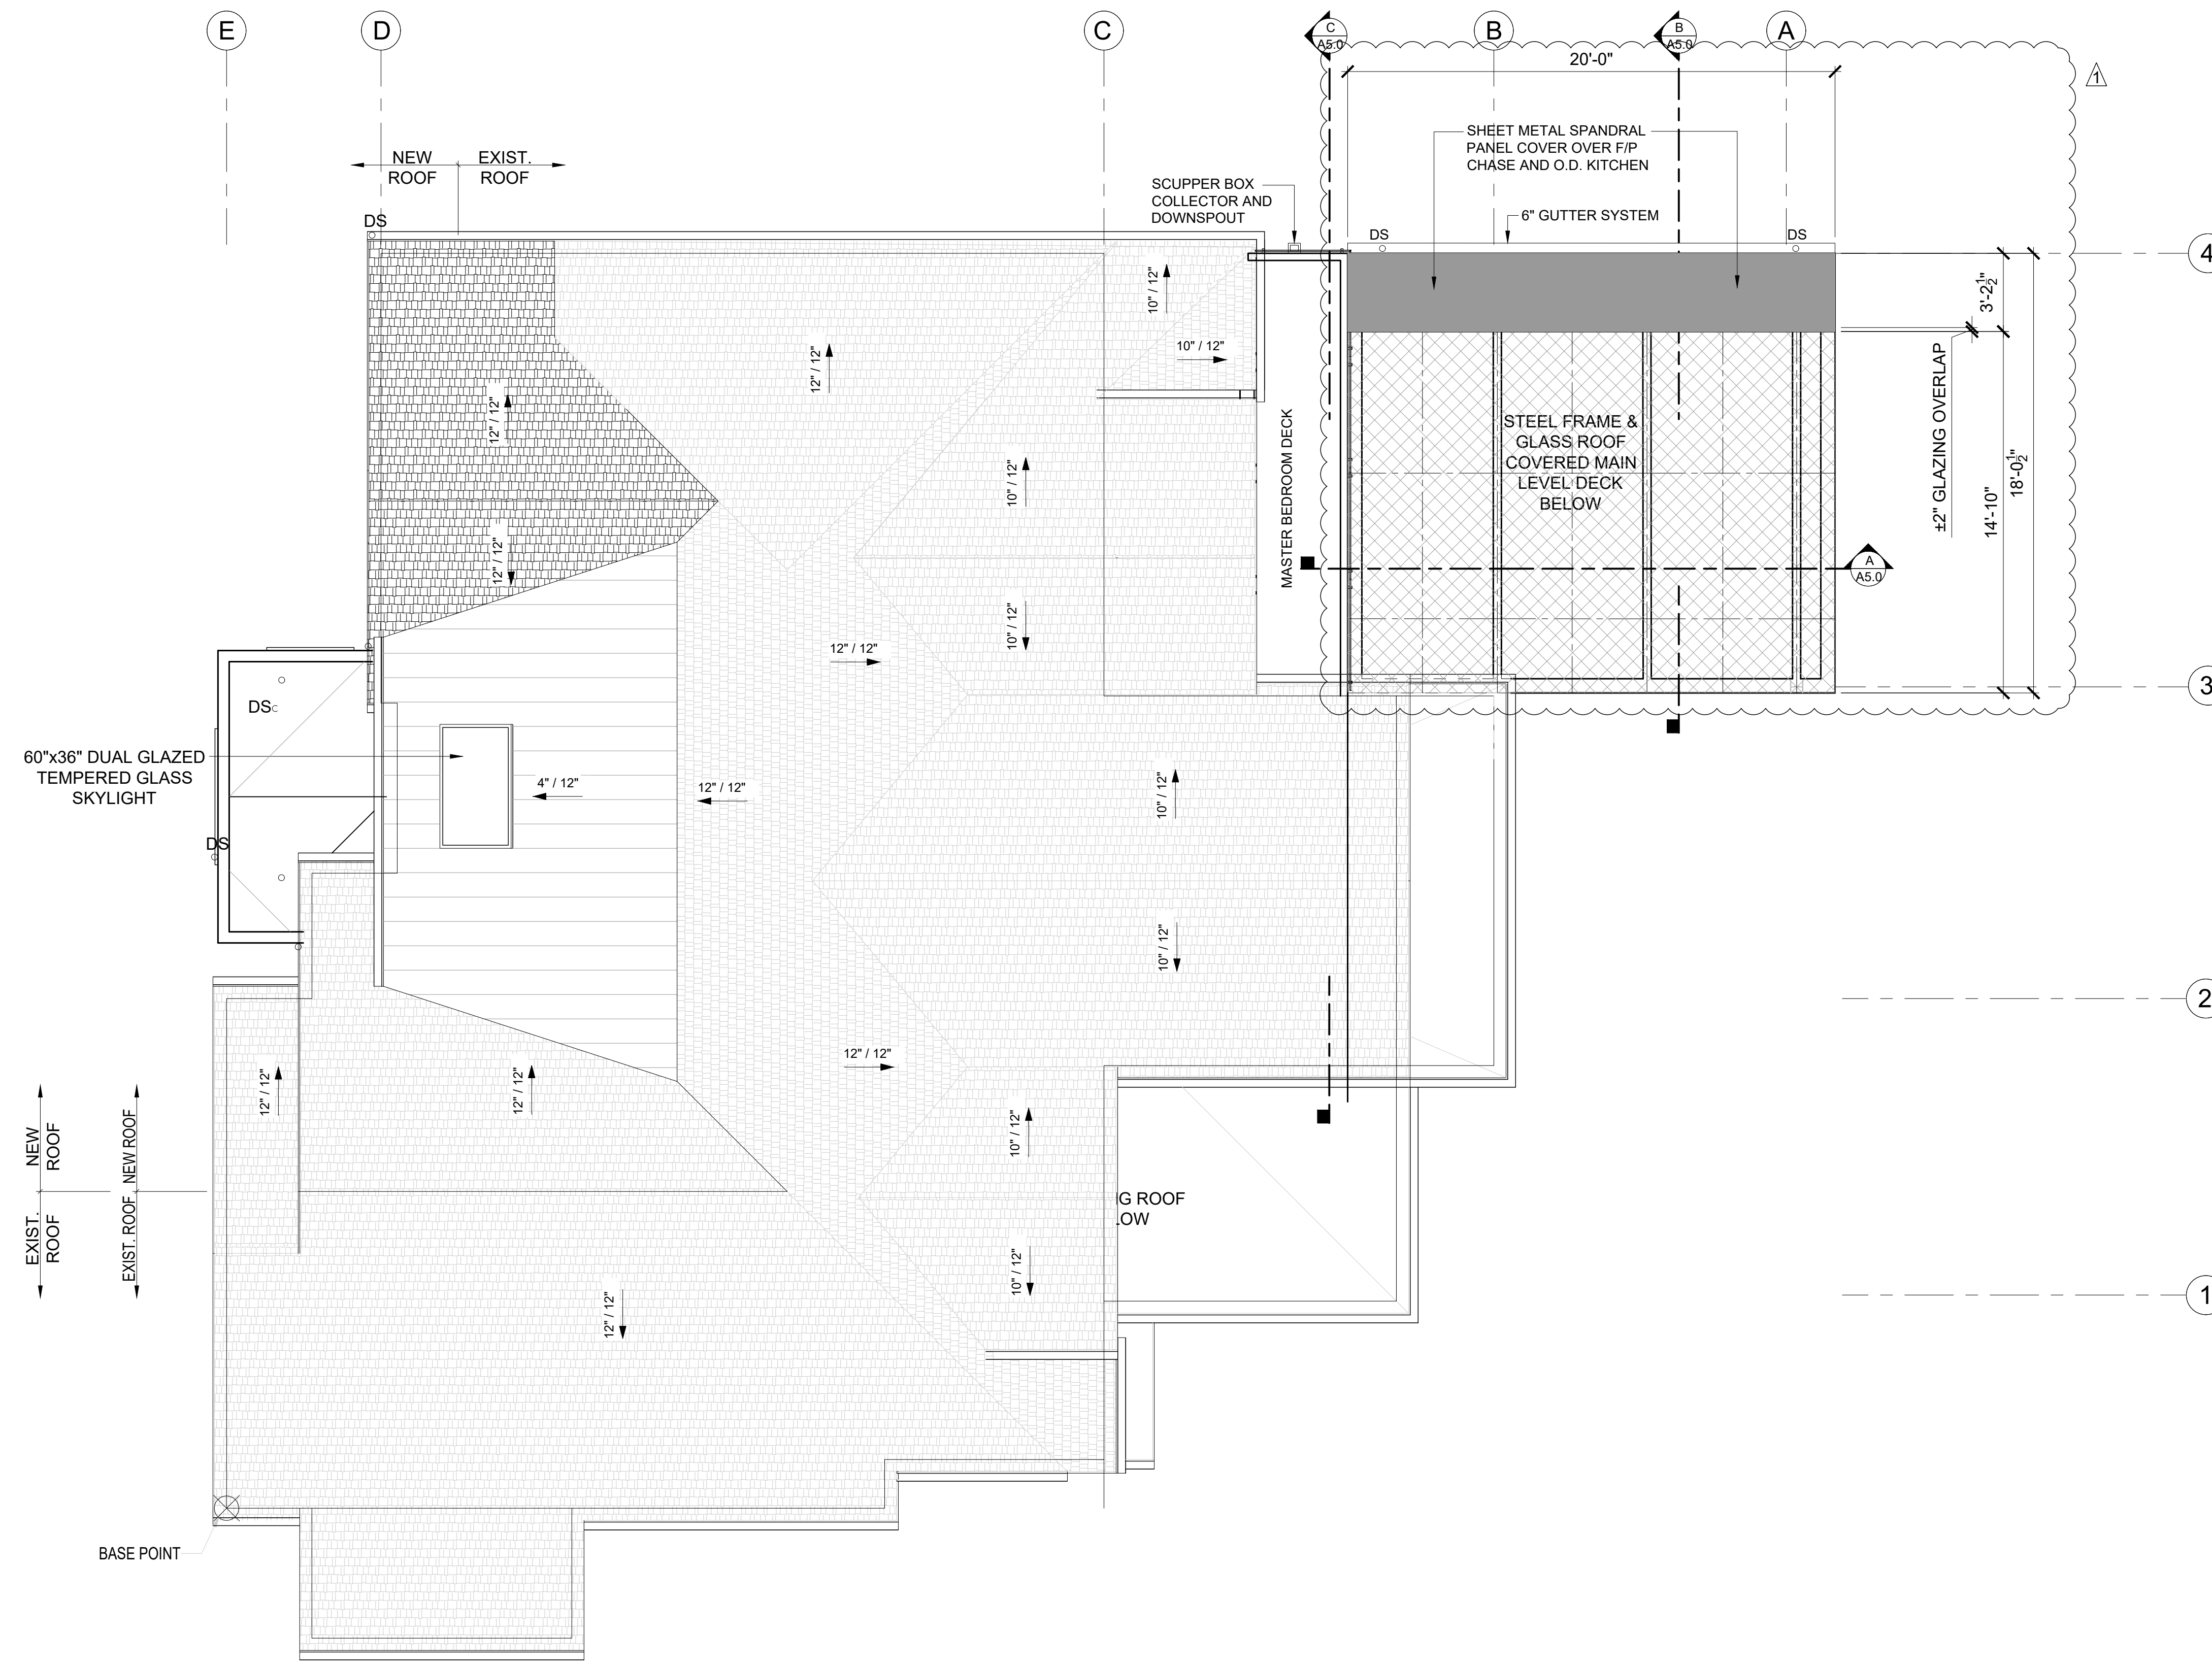 E
D
C
C
A5.0
B
B
A5.0
A
20'-0"
1
SHEET METAL SPANDRAL
PANEL COVER OVER F/P
CHASE AND O.D. KITCHEN
NEW
ROOF
EXIST.
ROOF
SCUPPER BOX
COLLECTOR AND
DOWNSPOUT
6" GUTTER SYSTEM
DS
DS
DS
4
10" / 12"
10" / 12"
12" / 12"
12" / 12"
12" / 12"
10" / 12"
10" / 12"
12" / 12"
MASTER BEDROOM DECK
STEEL FRAME &
GLASS ROOF
COVERED MAIN
LEVEL DECK
BELOW
3'-2 1/2"
±2" GLAZING OVERLAP
14'-10"
18'-0 1/2"
A
A5.0
3
DS
60"x36" DUAL GLAZED
TEMPERED GLASS
SKYLIGHT
4" / 12"
12" / 12"
10" / 12"
DS
10" / 12"
2
12" / 12"
12" / 12"
12" / 12"
10" / 12"
NEW
ROOF
NEW ROOF
EXIST.
ROOF
EXIST. ROOF
G ROOF
LOW
10" / 12"
12" / 12"
1
BASE POINT